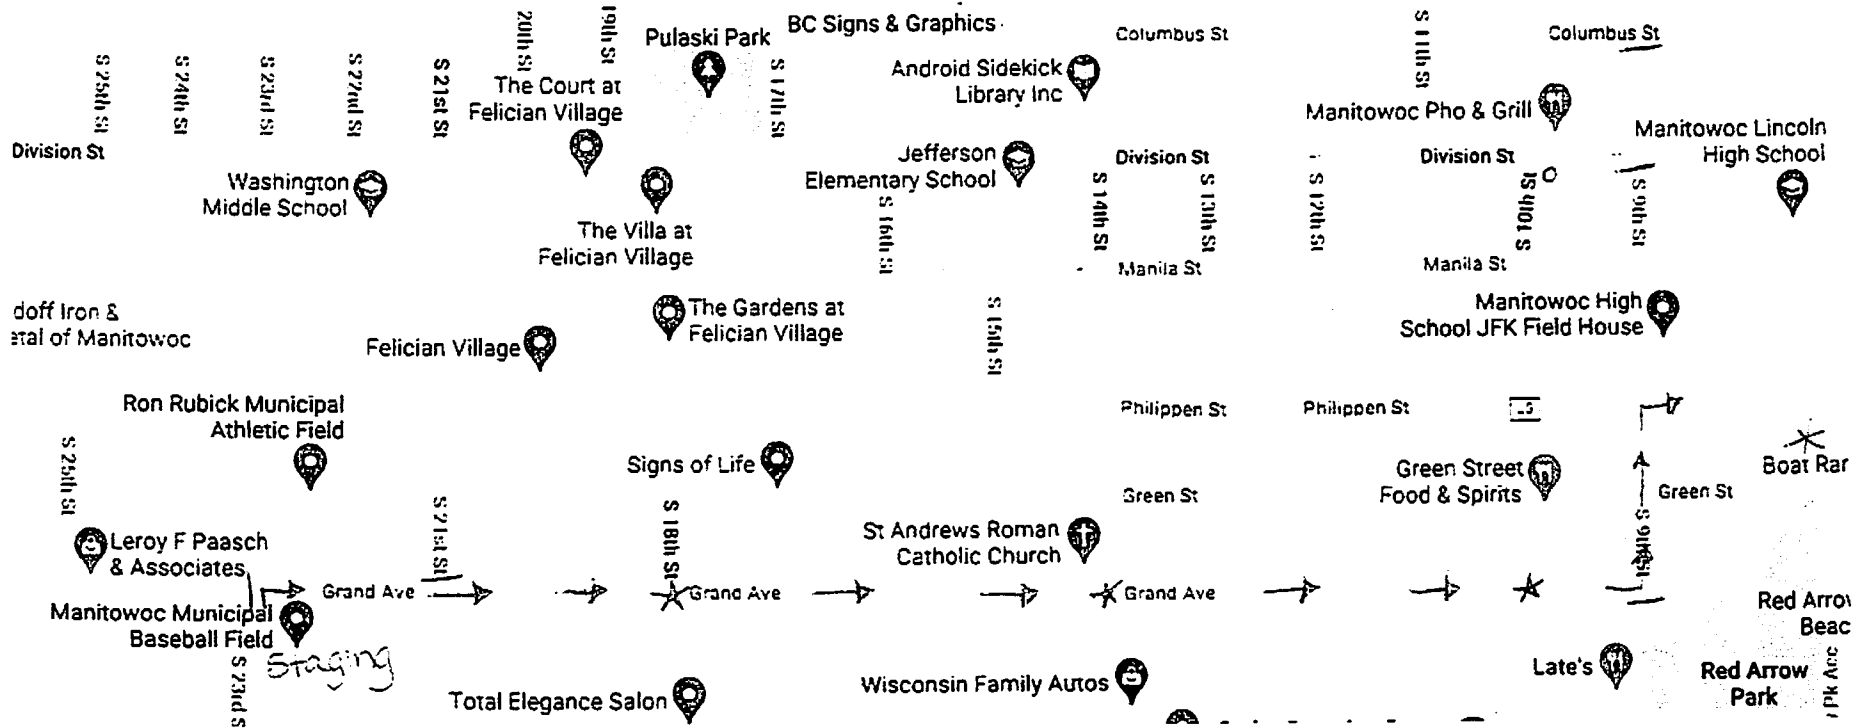 BC Signs & Graphics
Columbus St
Columbus St
S 25th St
S 24th St
S 23rd St
S 22nd St
S 21st St
20th St
19th St
S 17th St
S 11th St
Pulaski Park
The Court at
Felician Village
Android Sidekick
Library Inc
Manitowoc Pho & Grill
Manitowoc Lincoln
High School
Division St
Jefferson
Elementary School
Division St
Division St
Washington
Middle School
S 16th St
S 14th St
S 13th St
S 12th St
S 10th St
S 9th St
The Villa at
Felician Village
Manila St
Manila St
doff Iron &
etal of Manitowoc
The Gardens at
Felician Village
S 15th St
Manitowoc High
School JFK Field House
Felician Village
Ron Rubick Municipal
Athletic Field
Philippen St
Philippen St
LS
S 25th St
Signs of Life
Green Street
Food & Spirits
Boat Rar
Green St
Green St
S 21st St
S 18th St
S 9th St
Leroy F Paasch
& Associates
St Andrews Roman
Catholic Church
Grand Ave
Grand Ave
Grand Ave
Manitowoc Municipal
Baseball Field
Red Arrow
Beac
Staging
S 23rd S
Total Elegance Salon
Wisconsin Family Autos
Late's
Red Arrow
Park